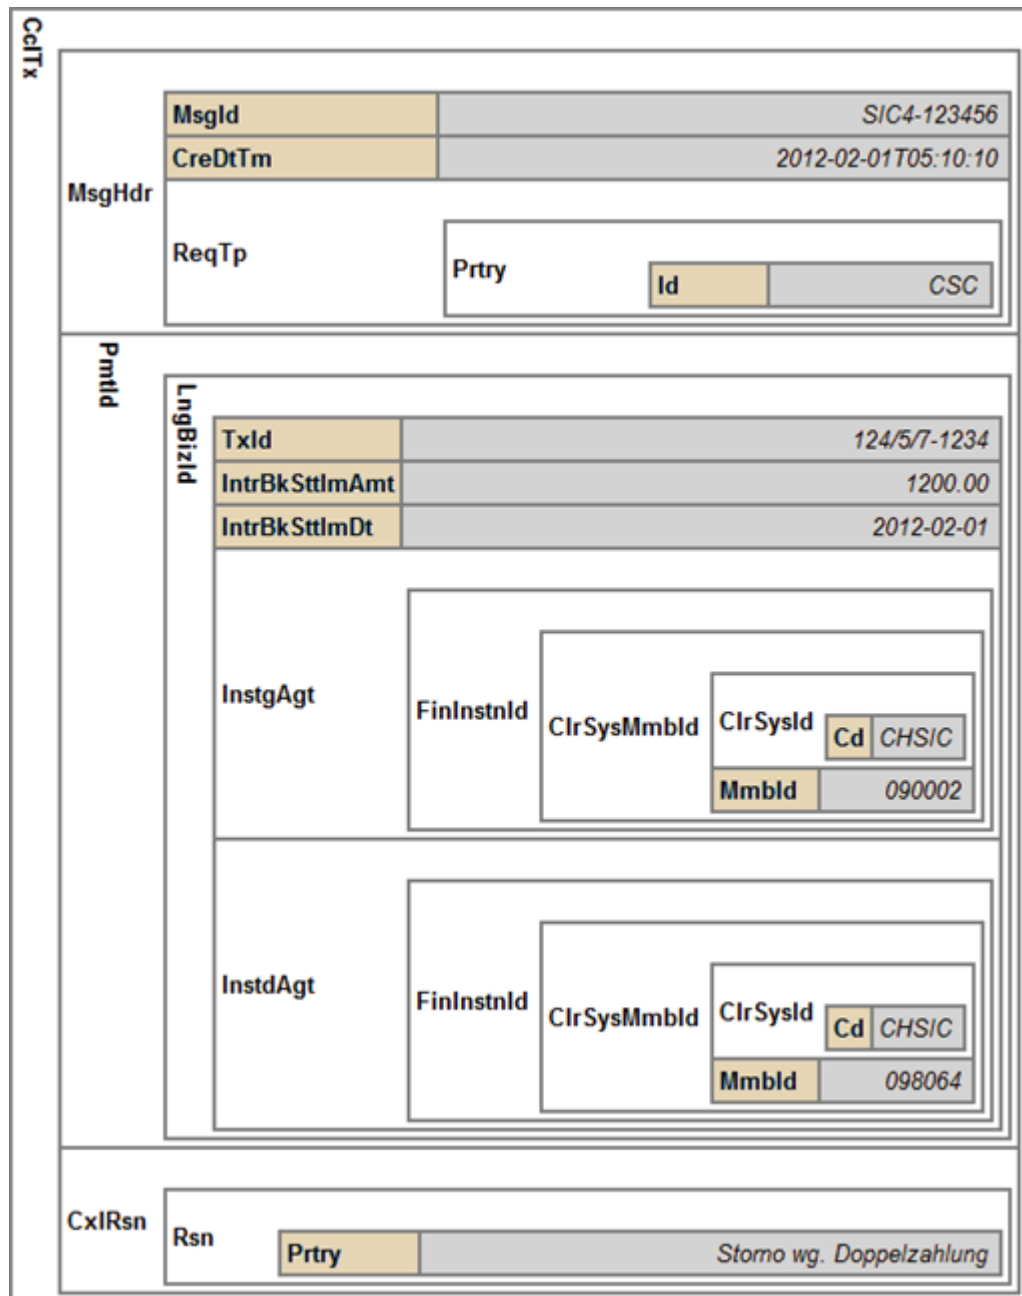 CclTx
MsgHdr
MsgId SIC4-123456
CreDtTm 2012-02-01T05:10:10
ReqTp
Prtry
Id CSC
PmtId
LngBizId
TxId 124/5/7-1234
IntrBkSttlmAmt 1200.00
IntrBkSttlmDt 2012-02-01
InstgAgt
FinInstnId
ClrSysMmbId
ClrSysId
Cd CHSIC
MmbId 090002
InstdAgt
FinInstnId
ClrSysMmbId
ClrSysId
Cd CHSIC
MmbId 098064
CxlRsn
Rsn
Prtry Storno wg. Doppelzahlung